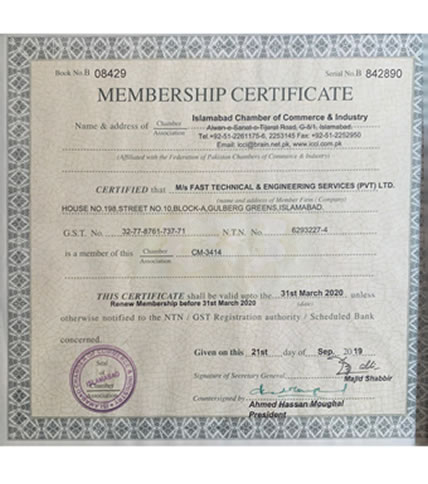 Book No.B 08429 Serial No.B 842890
MEMBERSHIP CERTIFICATE
Name & address of Chamber Association Islamabad Chamber of Commerce & Industry
Aiwan-e-Sanat-o-Tijarat Road, G-8/1, Islamabad.
Tel.+92-51-2261175-6, 2253145 Fax: +92-51-2252950
Email: icci@brain.net.pk, www.icci.com.pk
(Affiliated with the Federation of Pakistan Chambers of Commerce & Industry)
CERTIFIED that M/s FAST TECHNICAL & ENGINEERING SERVICES (PVT) LTD.
(name and address of Member Firm / Company)
HOUSE NO.198,STREET NO.10,BLOCK-A,GULBERG GREENS,ISLAMABAD.
G.S.T. No. 32-77-8761-737-71 N.T.N. No 6293227-4
is a member of this Chamber Association CM-3414
THIS CERTIFICATE shall be valid upto the 31st March 2020 unless
Renew Membership before 31st March 2020 (date)
otherwise notified to the NTN / GST Registration authority / Scheduled Bank
concerned.
Given on this 21st day of Sep. 2019
Seal of Chamber Association
ISLAMABAD
Signature of Secretary General
Majid Shabbir
Countersigned by
Ahmed Hassan Moughal
President